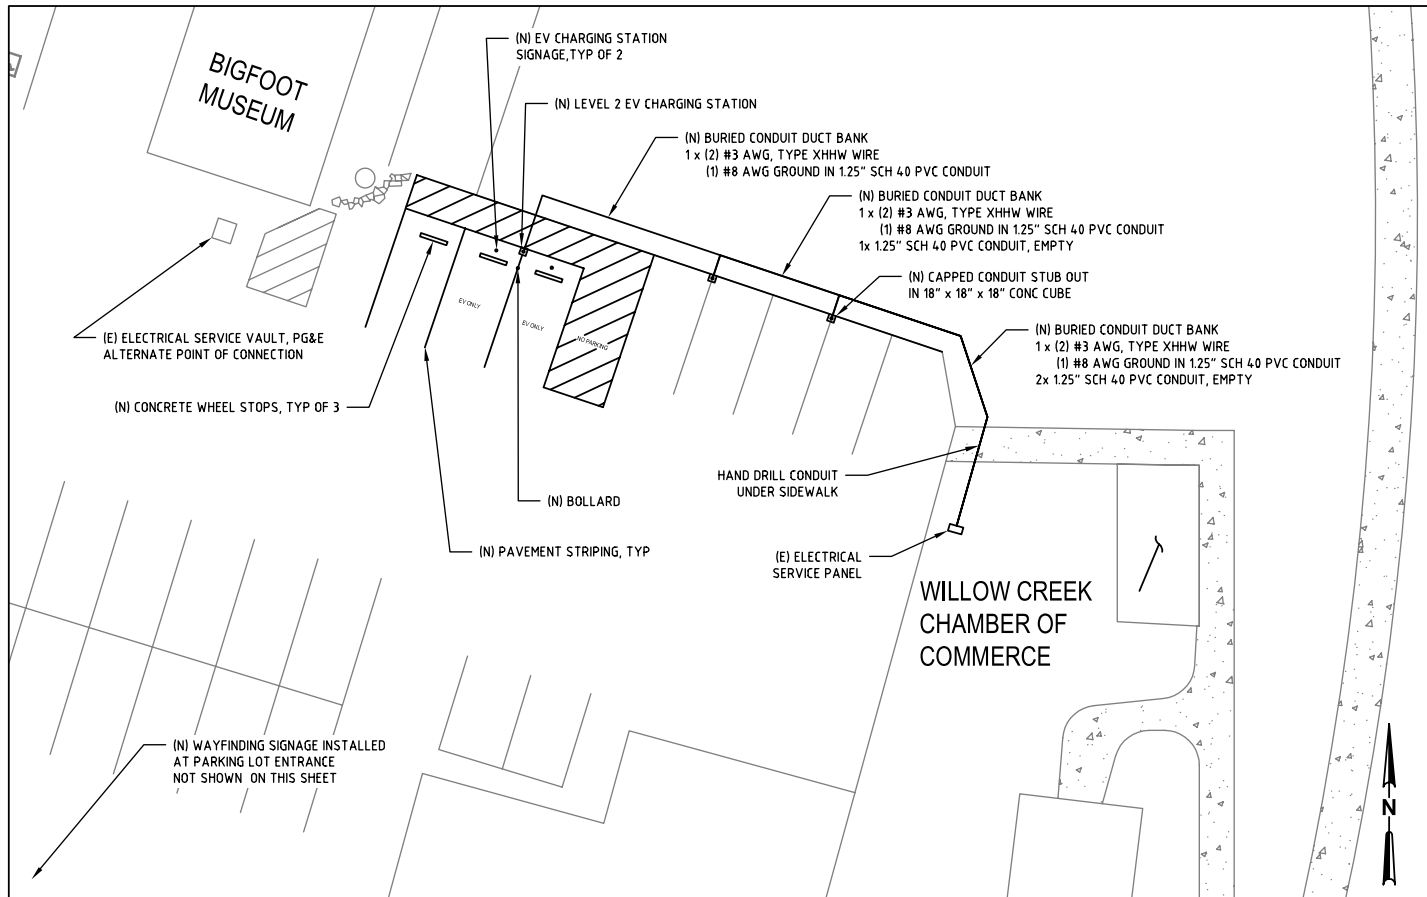 (N) EV CHARGING STATION
SIGNAGE, TYP OF 2
BIGFOOT
MUSEUM
(N) LEVEL 2 EV CHARGING STATION
(N) BURIED CONDUIT DUCT BANK
1 x (2) #3 AWG, TYPE XHHW WIRE
(1) #8 AWG GROUND IN 1.25" SCH 40 PVC CONDUIT
(N) BURIED CONDUIT DUCT BANK
1 x (2) #3 AWG, TYPE XHHW WIRE
(1) #8 AWG GROUND IN 1.25" SCH 40 PVC CONDUIT
1x 1.25" SCH 40 PVC CONDUIT, EMPTY
(N) CAPPED CONDUIT STUB OUT
IN 18" x 18" x 18" CONC CUBE
(N) BURIED CONDUIT DUCT BANK
1 x (2) #3 AWG, TYPE XHHW WIRE
(1) #8 AWG GROUND IN 1.25" SCH 40 PVC CONDUIT
2x 1.25" SCH 40 PVC CONDUIT, EMPTY
EV ONLY
EV ONLY
NO PARKING
(E) ELECTRICAL SERVICE VAULT, PG&E
ALTERNATE POINT OF CONNECTION
(N) CONCRETE WHEEL STOPS, TYP OF 3
HAND DRILL CONDUIT
UNDER SIDEWALK
(N) BOLLARD
(N) PAVEMENT STRIPING, TYP
(E) ELECTRICAL
SERVICE PANEL
WILLOW CREEK
CHAMBER OF
COMMERCE
(N) WAYFINDING SIGNAGE INSTALLED
AT PARKING LOT ENTRANCE
NOT SHOWN ON THIS SHEET
N